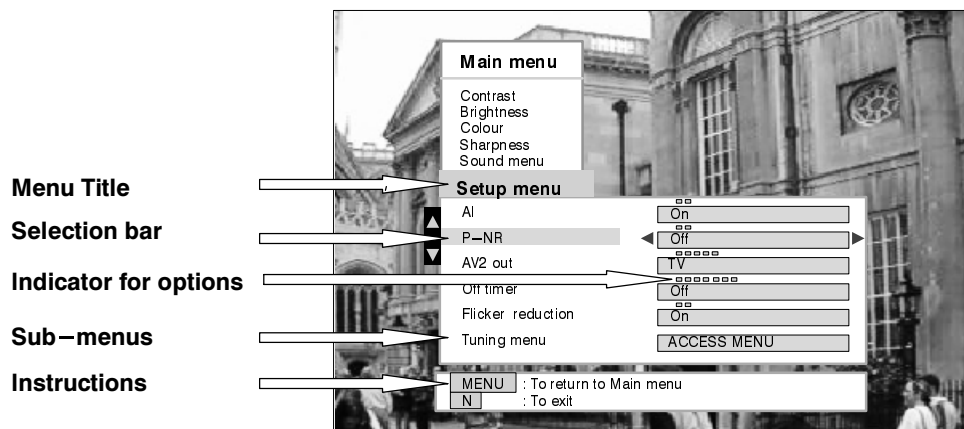 Main menu
Contrast
Brightness
Colour
Sharpness
Sound menu
Menu Title
Setup menu
AI On
Selection bar
P−NR Off
AV2 out TV
Indicator for options
Off timer Off
Flicker reduction On
Sub−menus
Tuning menu ACCESS MENU
Instructions
MENU : To return to Main menu
N : To exit